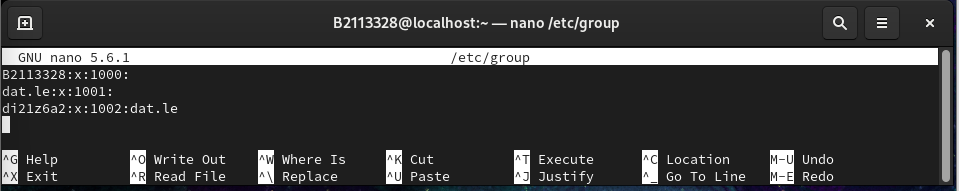 B2113328@localhost:~ — nano /etc/group
GNU nano 5.6.1 /etc/group
B2113328:x:1000:
dat.le:x:1001:
di21z6a2:x:1002:dat.le
^G Help ^O Write Out ^W Where Is ^K Cut ^T Execute ^C Location M-U Undo
^X Exit ^R Read File ^\ Replace ^U Paste ^J Justify ^_ Go To Line M-E Redo